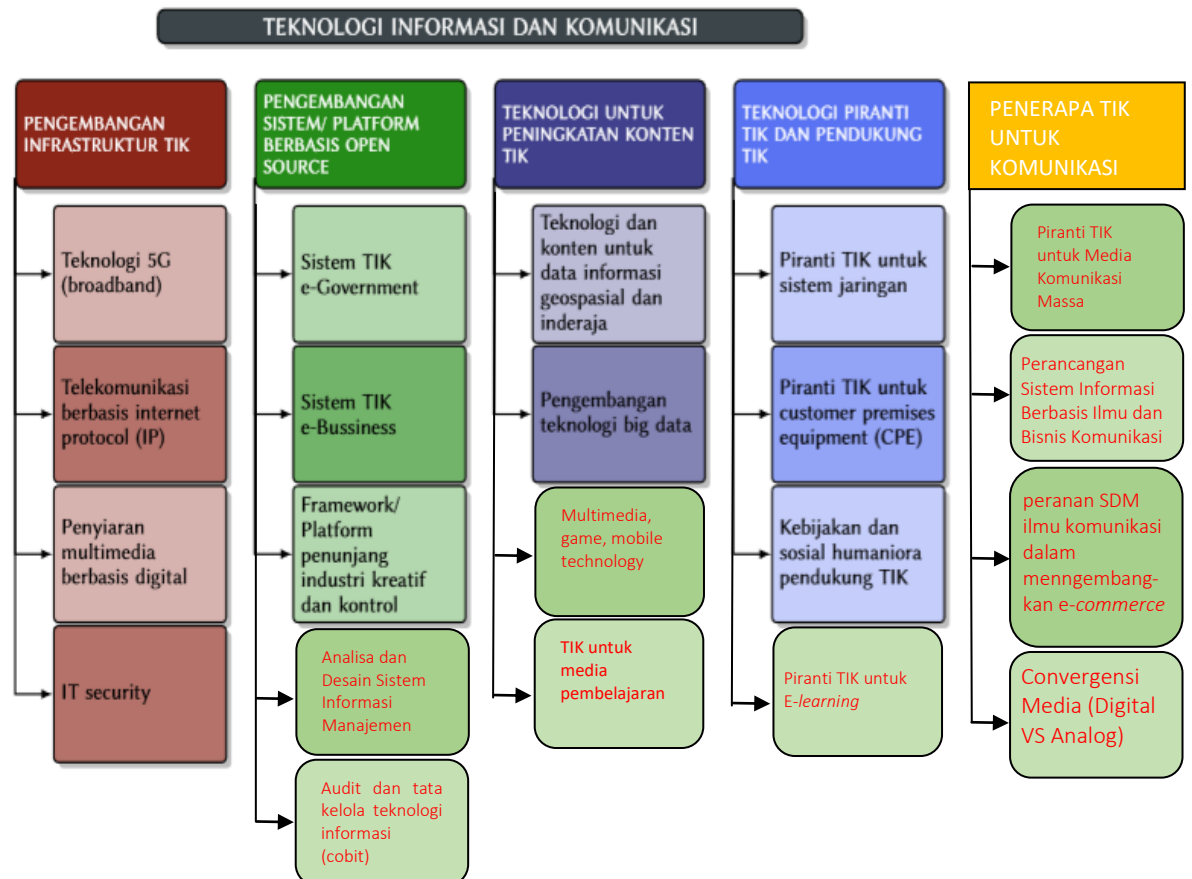 TEKNOLOGI INFORMASI DAN KOMUNIKASI
PENGEMBANGAN
INFRASTRUKTUR TIK
Teknologi 5G
(broadband)
Telekomunikasi
berbasis internet
protocol (IP)
Penyiaran
multimedia
berbasis digital
IT security
PENGEMBANGAN
SISTEM/ PLATFORM
BERBASIS OPEN
SOURCE
Sistem TIK
e-Government
Sistem TIK
e-Bussiness
Framework/
Platform
penunjang
industri kreatif
dan kontrol
Analisa dan
Desain Sistem
Informasi
Manajemen
Audit dan tata
kelola teknologi
informasi
(cobit)
TEKNOLOGI UNTUK
PENINGKATAN KONTEN
TIK
Teknologi dan
konten untuk
data informasi
geospasial dan
inderaja
Pengembangan
teknologi big data
Multimedia,
game, mobile
technology
TIK untuk
media
pembelajaran
TEKNOLOGI PIRANTI
TIK DAN PENDUKUNG
TIK
Piranti TIK untuk
sistem jaringan
Piranti TIK untuk
customer premises
equipment (CPE)
Kebijakan dan
sosial humaniora
pendukung TIK
Piranti TIK untuk
E-learning
PENERAPA TIK
UNTUK
KOMUNIKASI
Piranti TIK
untuk Media
Komunikasi
Massa
Perancangan
Sistem Informasi
Berbasis Ilmu dan
Bisnis Komunikasi
peranan SDM
ilmu komunikasi
dalam
menngembang-
kan e-commerce
Convergensi
Media (Digital
VS Analog)